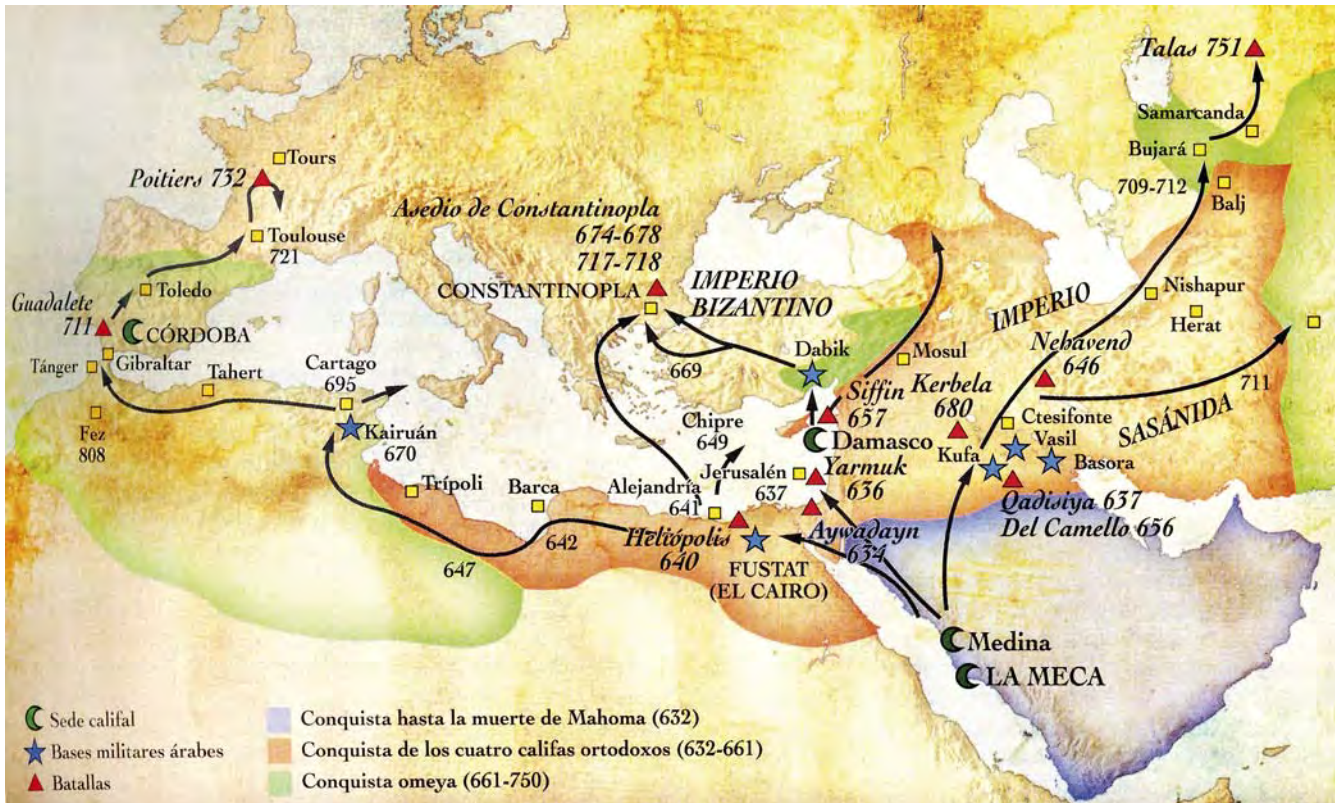 Talas 751
Samarcanda
Bujará
709-712
Balj
Tours
Poitiers 732
Asedio de Constantinopla
674-678
717-718
Toulouse
721
CONSTANTINOPLA
IMPERIO
BIZANTINO
Toledo
Guadalete
711
CÓRDOBA
Gibraltar
Tánger
Tahert
Cartago
695
Fez
808
Kairuán
670
669
Dabik
Mosul
Siffin
657
Kerbela
680
IMPERIO
Nehavend
646
Nishapur
Herat
711
SASÁNIDA
Ctesifonte
Vasil
Kufa
Basora
Chipre
649
Damasco
Jerusalén
637
Yarmuk
636
Qadisiya 637
Del Camello 656
Trípoli
Barca
Alejandría
641
642
647
Heliópolis
640
Aywadayn
634
FUSTAT
(EL CAIRO)
Medina
LA MECA
Sede califal
Bases militares árabes
Batallas
Conquista hasta la muerte de Mahoma (632)
Conquista de los cuatro califas ortodoxos (632-661)
Conquista omeya (661-750)